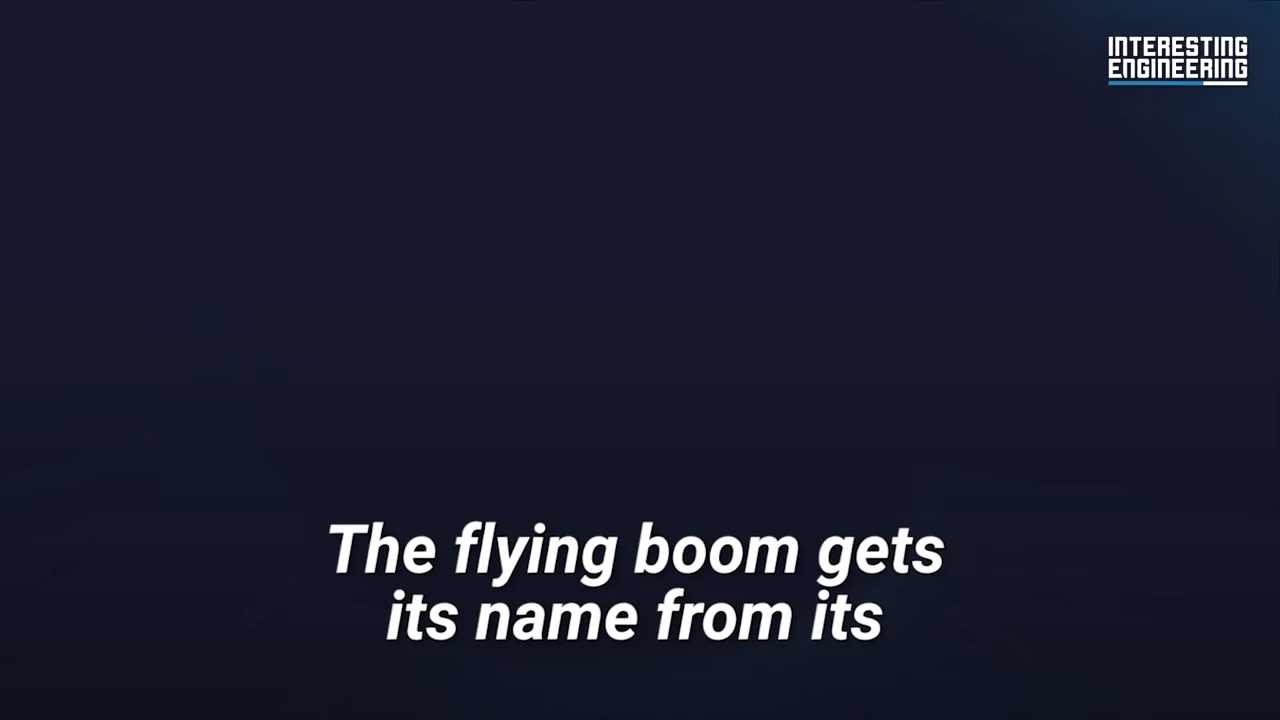 INTERESTING
ENGINEERING
The flying boom gets
its name from its